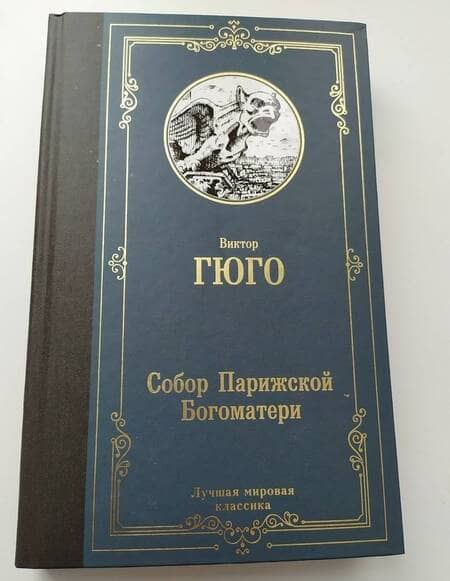 Виктор
ГЮГО
Собор Парижской
Богоматери
Лучшая мировая
классика